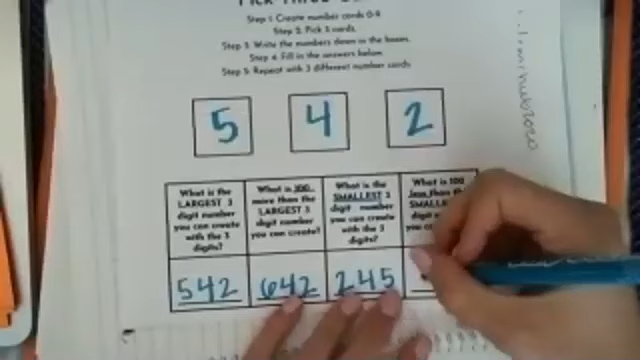 Step 1: Create number cards 0-9
Step 2: Pick 3 cards.
Step 3: Write the numbers down in the boxes.
Step 4: Fill in the answers below.
Step 5: Repeat with 3 different number cards
5 4 2
What is the
LARGEST 3
digit number
you can create
with the 3
digits?
What is 100
more than the
LARGEST 3
digit number
you can create?
What is the
SMALLEST 3
digit number
you can create
with the 3
digits?
What is 100
less than the
SMALLE
digit
you c
542 642 245